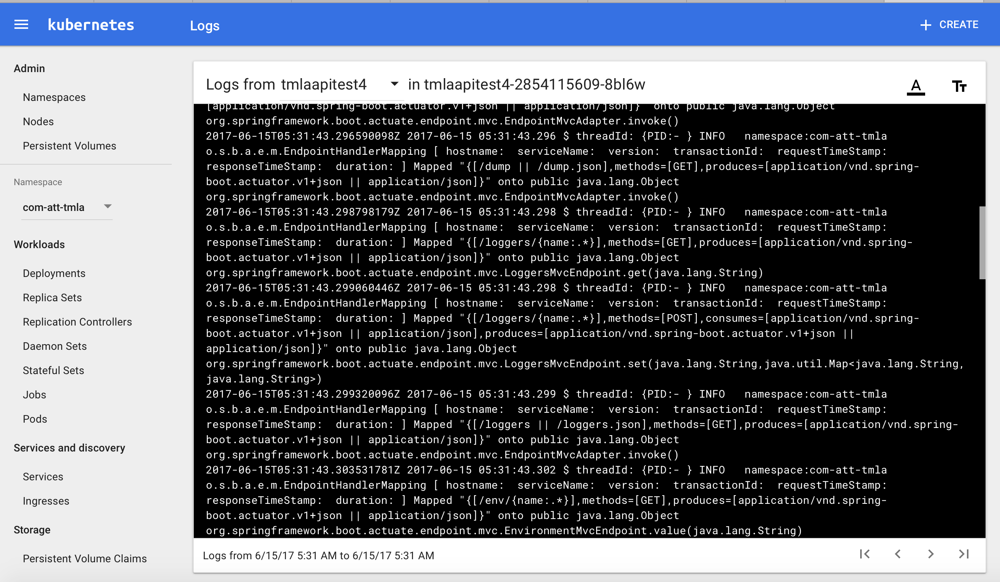 kubernetes
Logs
CREATE
Admin
Namespaces
Nodes
Persistent Volumes
Namespace
com-att-tmla
Workloads
Deployments
Replica Sets
Replication Controllers
Daemon Sets
Stateful Sets
Jobs
Pods
Services and discovery
Services
Ingresses
Storage
Persistent Volume Claims
Logs from tmlaapitest4 in tmlaapitest4-2854115609-8bl6w
A
Tt
[application/vnd.spring-boot.actuator.v1+json || application/json]}" onto public java.lang.Object
org.springframework.boot.actuate.endpoint.mvc.EndpointMvcAdapter.invoke()
2017-06-15T05:31:43.296590098Z 2017-06-15 05:31:43.296 $ threadId: {PID:- } INFO   namespace:com-att-tmla
o.s.b.a.e.m.EndpointHandlerMapping [ hostname:  serviceName:  version:  transactionId:  requestTimeStamp:
responseTimeStamp:  duration: ] Mapped "{[/dump || /dump.json],methods=[GET],produces=[application/vnd.spring-
boot.actuator.v1+json || application/json]}" onto public java.lang.Object
org.springframework.boot.actuate.endpoint.mvc.EndpointMvcAdapter.invoke()
2017-06-15T05:31:43.298798179Z 2017-06-15 05:31:43.298 $ threadId: {PID:- } INFO   namespace:com-att-tmla
o.s.b.a.e.m.EndpointHandlerMapping [ hostname:  serviceName:  version:  transactionId:  requestTimeStamp:
responseTimeStamp:  duration: ] Mapped "{[/loggers/{name:.*}],methods=[GET],produces=[application/vnd.spring-
boot.actuator.v1+json || application/json]}" onto public java.lang.Object
org.springframework.boot.actuate.endpoint.mvc.LoggersMvcEndpoint.get(java.lang.String)
2017-06-15T05:31:43.299060446Z 2017-06-15 05:31:43.298 $ threadId: {PID:- } INFO   namespace:com-att-tmla
o.s.b.a.e.m.EndpointHandlerMapping [ hostname:  serviceName:  version:  transactionId:  requestTimeStamp:
responseTimeStamp:  duration: ] Mapped "{[/loggers/{name:.*}],methods=[POST],consumes=[application/vnd.spring-
boot.actuator.v1+json || application/json],produces=[application/vnd.spring-boot.actuator.v1+json ||
application/json]}" onto public java.lang.Object
org.springframework.boot.actuate.endpoint.mvc.LoggersMvcEndpoint.set(java.lang.String,java.util.Map<java.lang.String,
java.lang.String>)
2017-06-15T05:31:43.299320096Z 2017-06-15 05:31:43.299 $ threadId: {PID:- } INFO   namespace:com-att-tmla
o.s.b.a.e.m.EndpointHandlerMapping [ hostname:  serviceName:  version:  transactionId:  requestTimeStamp:
responseTimeStamp:  duration: ] Mapped "{[/loggers || /loggers.json],methods=[GET],produces=[application/vnd.spring-
boot.actuator.v1+json || application/json]}" onto public java.lang.Object
org.springframework.boot.actuate.endpoint.mvc.EndpointMvcAdapter.invoke()
2017-06-15T05:31:43.303531781Z 2017-06-15 05:31:43.302 $ threadId: {PID:- } INFO   namespace:com-att-tmla
o.s.b.a.e.m.EndpointHandlerMapping [ hostname:  serviceName:  version:  transactionId:  requestTimeStamp:
responseTimeStamp:  duration: ] Mapped "{[/env/{name:.*}],methods=[GET],produces=[application/vnd.spring-
boot.actuator.v1+json || application/json]}" onto public java.lang.Object
org.springframework.boot.actuate.endpoint.mvc.EnvironmentMvcEndpoint.value(java.lang.String)
Logs from 6/15/17 5:31 AM to 6/15/17 5:31 AM